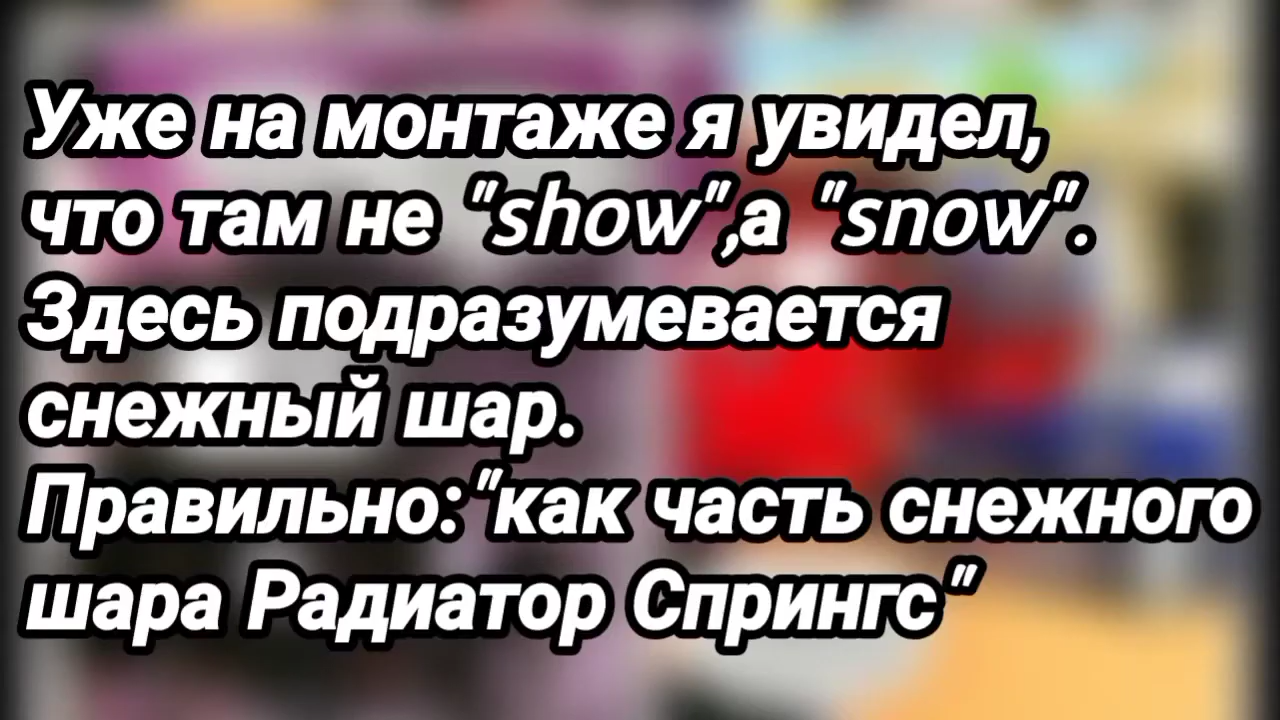 Уже на монтаже я увидел,
что там не "show",а "snow".
Здесь подразумевается
снежный шар.
Правильно:"как часть снежного
шара Радиатор Спрингс"